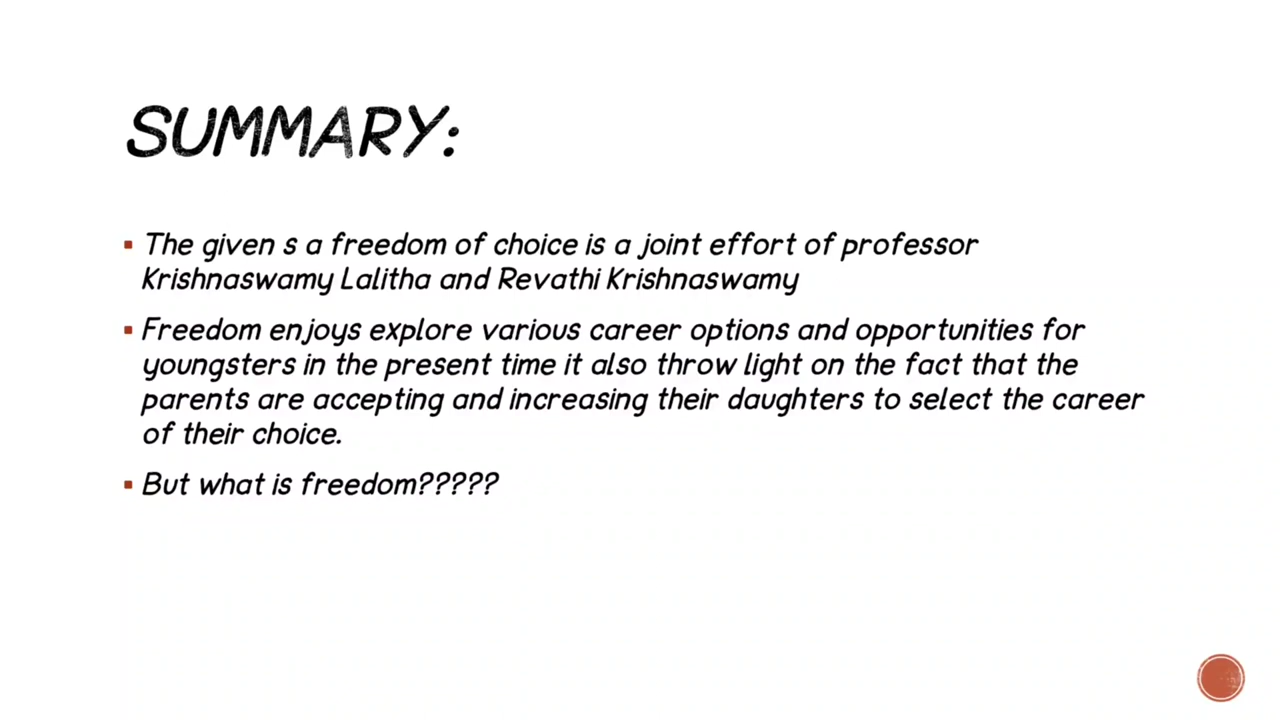 SUMMARY:
The given s a freedom of choice is a joint effort of professor
Krishnaswamy Lalitha and Revathi Krishnaswamy
Freedom enjoys explore various career options and opportunities for
youngsters in the present time it also throw light on the fact that the
parents are accepting and increasing their daughters to select the career
of their choice.
But what is freedom?????